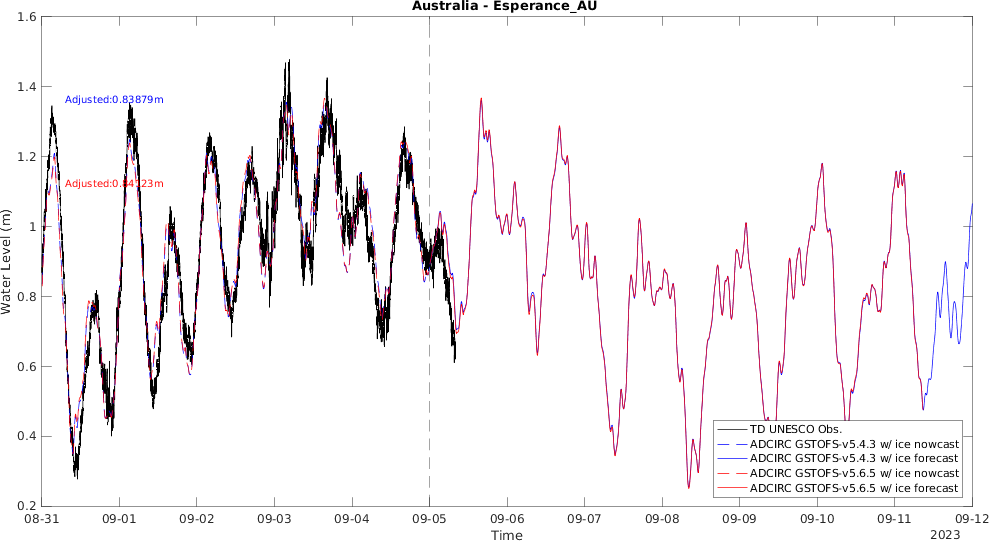 Australia - Esperance_AU
Water Level (m)
1.6
1.4
1.2
1
0.8
0.6
0.4
0.2
Adjusted:0.83879m
Adjusted:0.84723m
TD UNESCO Obs.
ADCIRC GSTOFS-v5.4.3 w/ ice nowcast
ADCIRC GSTOFS-v5.4.3 w/ ice forecast
ADCIRC GSTOFS-v5.6.5 w/ ice nowcast
ADCIRC GSTOFS-v5.6.5 w/ ice forecast
08-31 09-01 09-02 09-03 09-04 09-05 09-06 09-07 09-08 09-09 09-10 09-11 09-12
Time
2023